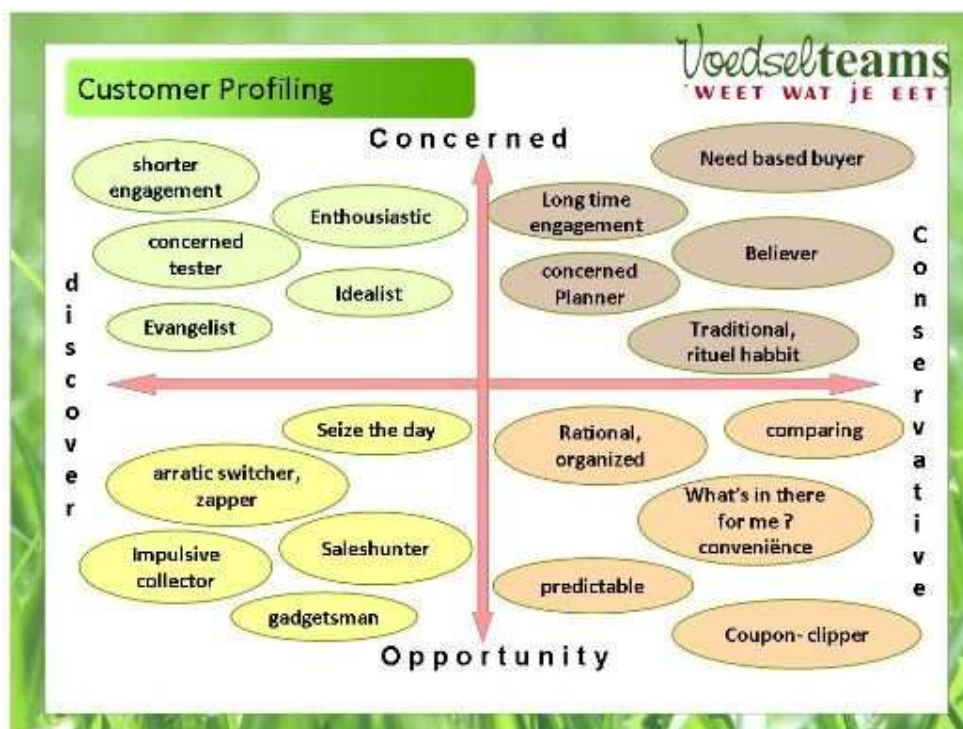 Voedselteams
'WEET WAT JE EET'
Customer Profiling
Concerned
shorter
engagement
Enthousiastic
concerned
tester
Idealist
Evangelist
Need based buyer
Long time
engagement
Believer
concerned
Planner
Traditional,
rituel habbit
discover
Conservative
Seize the day
arratic switcher,
zapper
Impulsive
collector
Saleshunter
gadgetsman
Rational,
organized
comparing
What's in there
for me ?
conveniënce
predictable
Coupon- clipper
Opportunity